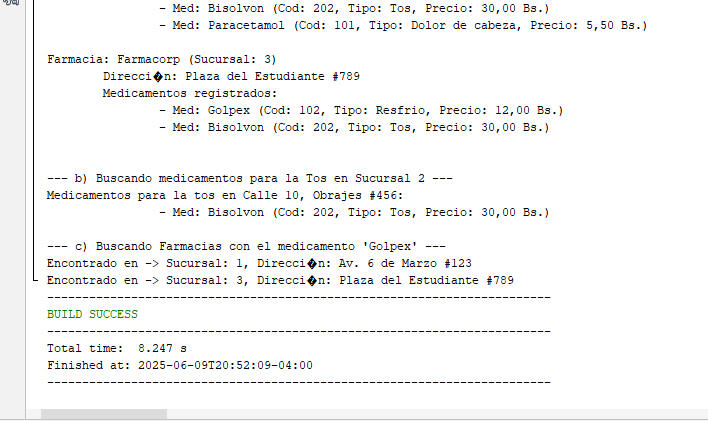 - Med: Bisolvon (Cod: 202, Tipo: Tos, Precio: 30,00 Bs.)
- Med: Paracetamol (Cod: 101, Tipo: Dolor de cabeza, Precio: 5,50 Bs.)
Farmacia: Farmacorp (Sucursal: 3)
Direcci�n: Plaza del Estudiante #789
Medicamentos registrados:
- Med: Golpex (Cod: 102, Tipo: Resfrio, Precio: 12,00 Bs.)
- Med: Bisolvon (Cod: 202, Tipo: Tos, Precio: 30,00 Bs.)
--- b) Buscando medicamentos para la Tos en Sucursal 2 ---
Medicamentos para la tos en Calle 10, Obrajes #456:
- Med: Bisolvon (Cod: 202, Tipo: Tos, Precio: 30,00 Bs.)
--- c) Buscando Farmacias con el medicamento 'Golpex' ---
Encontrado en -> Sucursal: 1, Direcci�n: Av. 6 de Marzo #123
Encontrado en -> Sucursal: 3, Direcci�n: Plaza del Estudiante #789
------------------------------------------------------------------------
BUILD SUCCESS
------------------------------------------------------------------------
Total time:  8.247 s
Finished at: 2025-06-09T20:52:09-04:00
------------------------------------------------------------------------